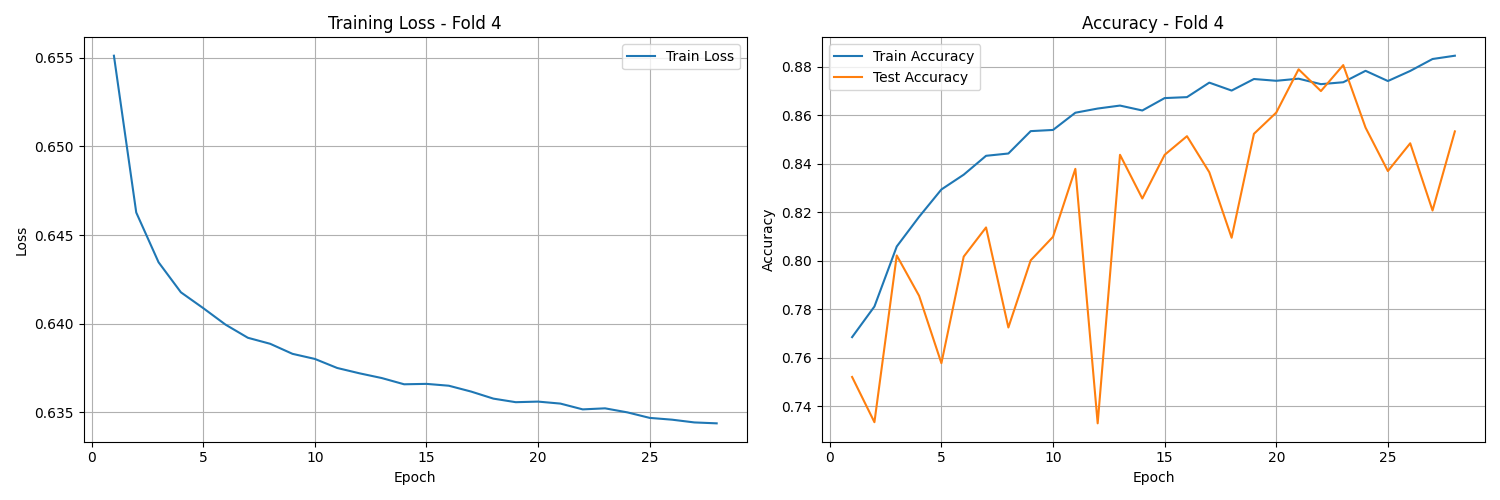 Training Loss - Fold 4
Train Loss
0.655
0.650
0.645
0.640
0.635
Loss
0
5
10
15
20
25
Epoch
Accuracy - Fold 4
Train Accuracy
Test Accuracy
0.88
0.86
0.84
0.82
0.80
0.78
0.76
0.74
Accuracy
0
5
10
15
20
25
Epoch